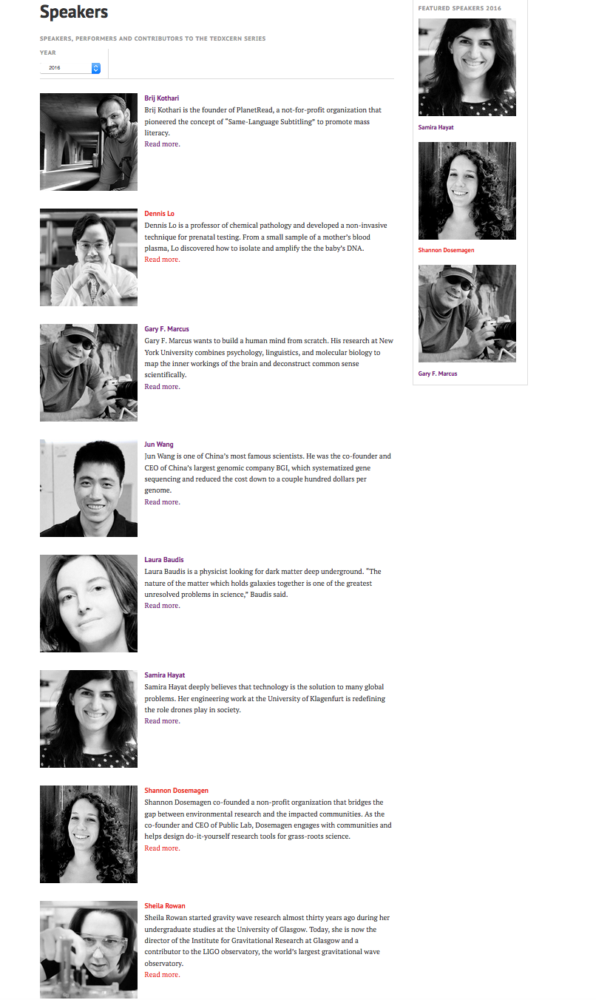 Speakers
SPEAKERS, PERFORMERS AND CONTRIBUTORS TO THE TEDXCERN SERIES
YEAR
2016
Brij Kothari
Brij Kothari is the founder of PlanetRead, a not-for-profit organization that
pioneered the concept of “Same-Language Subtitling” to promote mass
literacy.
Read more.
Dennis Lo
Dennis Lo is a professor of chemical pathology and developed a non-invasive
technique for prenatal testing. From a small sample of a mother’s blood
plasma, Lo discovered how to isolate and amplify the the baby’s DNA.
Read more.
Gary F. Marcus
Gary F. Marcus wants to build a human mind from scratch. His research at New
York University combines psychology, linguistics, and molecular biology to
map the inner workings of the brain and deconstruct common sense
scientifically.
Read more.
Jun Wang
Jun Wang is one of China’s most famous scientists. He was the co-founder and
CEO of China’s largest genomic company BGI, which systematized gene
sequencing and reduced the cost down to a couple hundred dollars per
genome.
Read more.
Laura Baudis
Laura Baudis is a physicist looking for dark matter deep underground. “The
nature of the matter which holds galaxies together is one of the greatest
unresolved problems in science,” Baudis said.
Read more.
Samira Hayat
Samira Hayat deeply believes that technology is the solution to many global
problems. Her engineering work at the University of Klagenfurt is redefining
the role drones play in society.
Read more.
Shannon Dosemagen
Shannon Dosemagen co-founded a non-profit organization that bridges the
gap between environmental research and the impacted communities. As the
co-founder and CEO of Public Lab, Dosemagen engages with communities and
helps design do-it-yourself research tools for grass-roots science.
Read more.
Sheila Rowan
Sheila Rowan started gravity wave research almost thirty years ago during her
undergraduate studies at the University of Glasgow. Today, she is now the
director of the Institute for Gravitational Research at Glasgow and a
contributor to the LIGO observatory, the world’s largest gravitational wave
observatory.
Read more.
FEATURED SPEAKERS 2016
Samira Hayat
Shannon Dosemagen
Gary F. Marcus